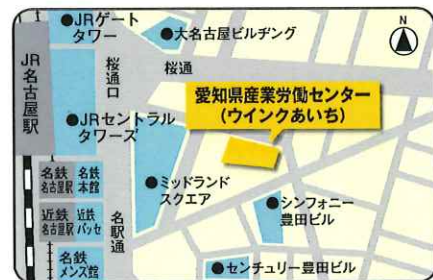 JRゲート
タワー
大名古屋ビルヂング
N
JR名古屋駅
桜通口
桜通
愛知県産業労働センター
(ウインクあいち)
JRセントラル
タワーズ
名鉄
名古屋駅
名鉄
本館
ミッドランド
スクエア
シンフォニー
豊田ビル
近鉄
名古屋駅
近鉄
パッセ
名駅通
名鉄
メンズ館
センチュリー豊田ビル